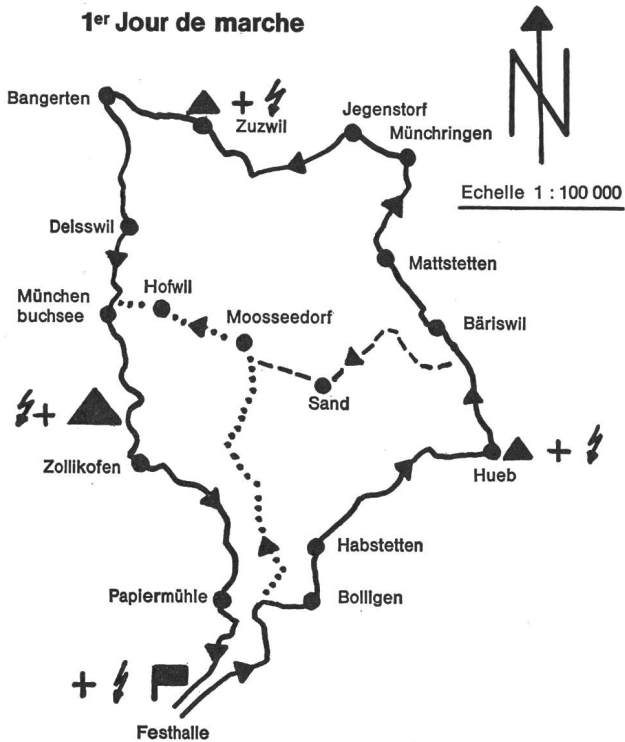 1er Jour de marche
Bangerten
+
Zuzwil
Jegenstorf
Münchringen
N
Echelle 1 : 100 000
Deisswil
Mattstetten
Hofwil
München
buchsee
Moosseedorf
Bäriswil
Sand
+
Zollikofen
Hueb
+
Habstetten
Papiermühle
Bolligen
+
Festhalle